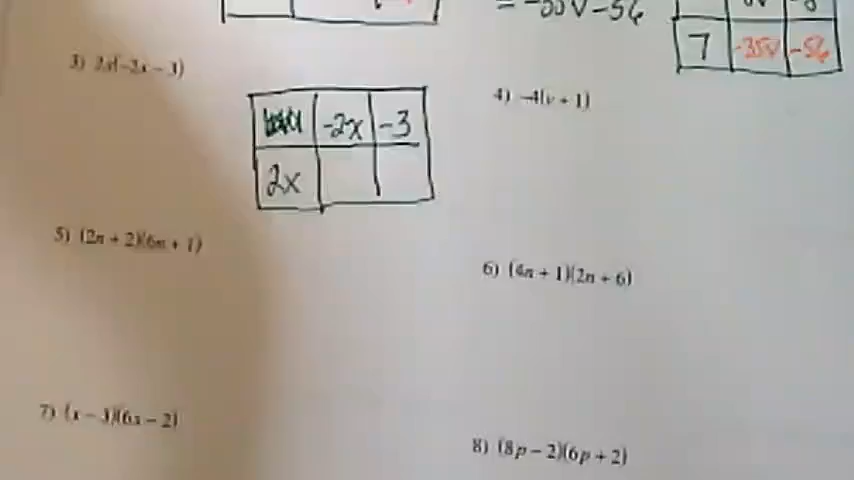 = -35v-56
7 -35v -56
3) 2x(-2x - 3)
-2x -3
2x
4) -4(v + 1)
5) (2n + 2)(6n + 1)
6) (4n + 1)(2n + 6)
7) (x - 3)(6x - 2)
8) (8p - 2)(6p + 2)